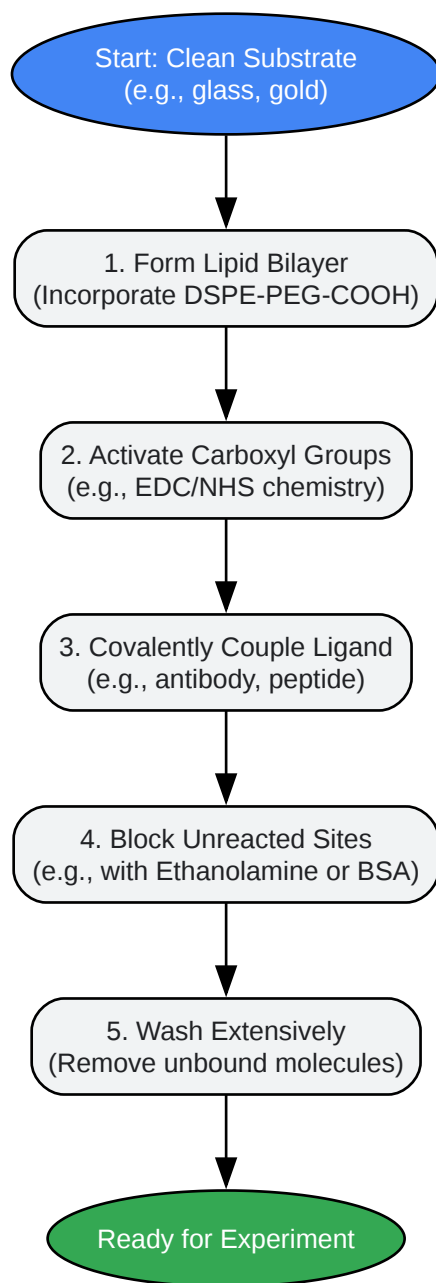 Start: Clean Substrate
(e.g., glass, gold)
1. Form Lipid Bilayer
(Incorporate DSPE-PEG-COOH)
2. Activate Carboxyl Groups
(e.g., EDC/NHS chemistry)
3. Covalently Couple Ligand
(e.g., antibody, peptide)
4. Block Unreacted Sites
(e.g., with Ethanolamine or BSA)
5. Wash Extensively
(Remove unbound molecules)
Ready for Experiment